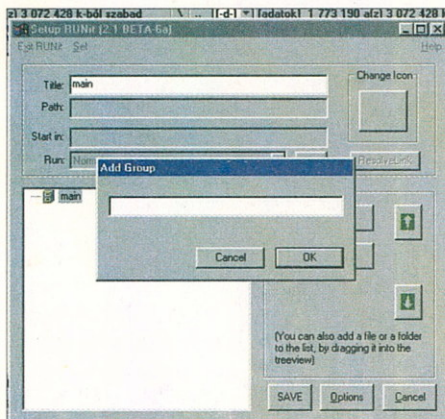 z) 3 072 428 k-ból szabad .. [-d-] [adatok] 1 773 190 a(z) 3 072 428
Setup RUNit (2.1 BETA-6a)
Exit RUNit Set Help
Title: main
Change Icon
Path:
Start in:
Run: ResolveLink
Add Group
main
Cancel OK
(You can also add a file or a folder
to the list, by dragging it into the
treeview)
SAVE Options Cancel